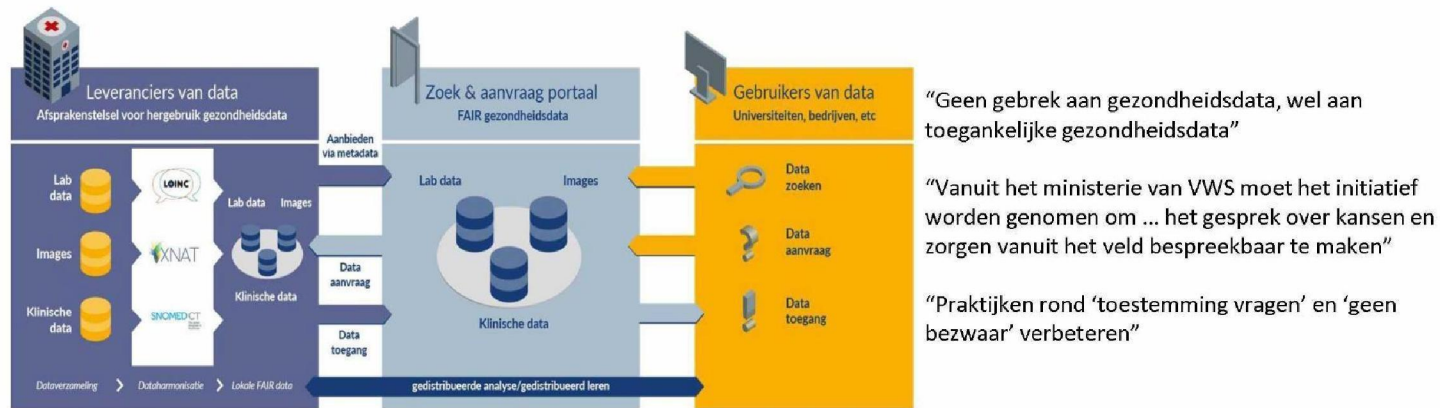 Leveranciers van data
Afsprakenstelsel voor hergebruik gezondheidsdata
Lab
data
Images
Klinische
data
LOINC
XNAT
SNOMED CT
Lab data
Images
Klinische data
Dataverzameling
Dataharmonisatie
Lokale FAIR data
Aanbieden
via metadata
Data
aanvraag
Data
toegang
Zoek & aanvraag portaal
FAIR gezondheidsdata
Lab data
Images
Klinische data
gedistribueerde analyse/gedistribueerd leren
Gebruikers van data
Universiteiten, bedrijven, etc
Data
zoeken
Data
aanvraag
Data
toegang
“Geen gebrek aan gezondheidsdata, wel aan
toegankelijke gezondheidsdata”
“Vanuit het ministerie van VWS moet het initiatief
worden genomen om ... het gesprek over kansen en
zorgen vanuit het veld bespreekbaar te maken”
“Praktijken rond ‘toestemming vragen’ en ‘geen
bezwaar’ verbeteren”